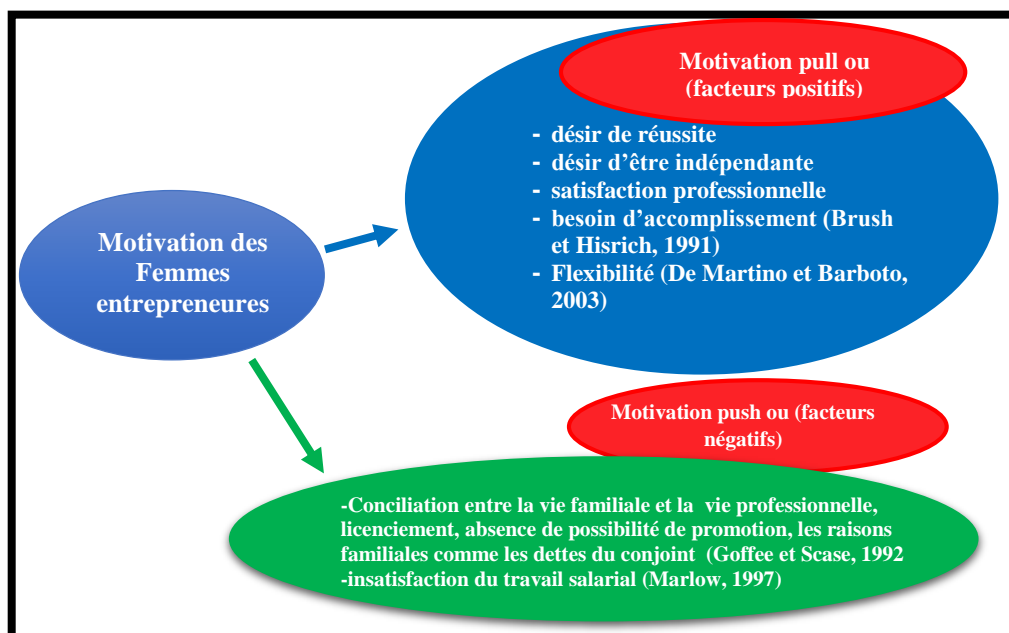 Motivation pull ou
(facteurs positifs)
- désir de réussite
- désir d’être indépendante
- satisfaction professionnelle
- besoin d’accomplissement (Brush
et Hisrich, 1991)
- Flexibilité (De Martino et Barboto,
2003)
Motivation des
Femmes
entrepreneures
Motivation push ou (facteurs
négatifs)
-Conciliation entre la vie familiale et la vie professionnelle,
licenciement, absence de possibilité de promotion, les raisons
familiales comme les dettes du conjoint (Goffee et Scase, 1992
-insatisfaction du travail salarial (Marlow, 1997)